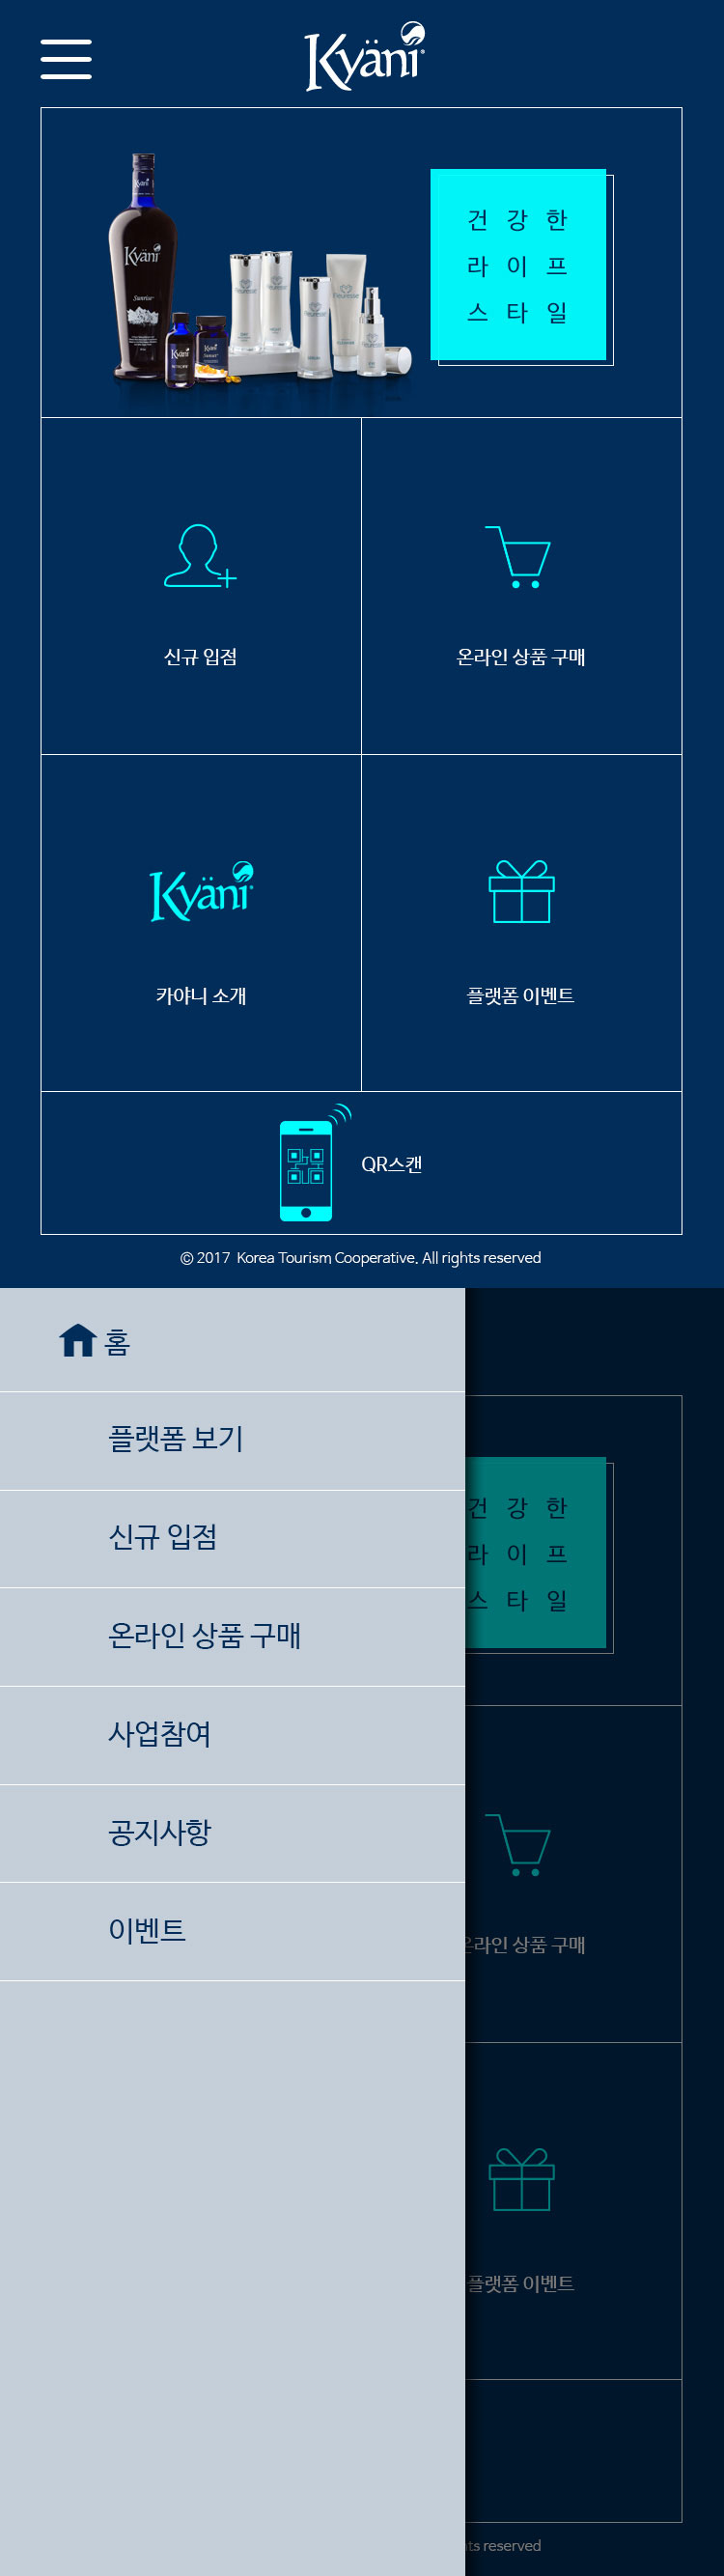 Kyäni
Kyäni
Kyäni
Sunrise
Kyäni
Kyäni
건 강 한
라 이 프
스 타 일
신규 입점
온라인 상품 구매
Kyäni
카야니 소개
플랫폼 이벤트
QR스캔
© 2017 Korea Tourism Cooperative. All rights reserved
홈
플랫폼 보기
신규 입점
온라인 상품 구매
사업참여
공지사항
이벤트
건 강 한
라 이 프
스 타 일
온라인 상품 구매
플랫폼 이벤트
ts reserved